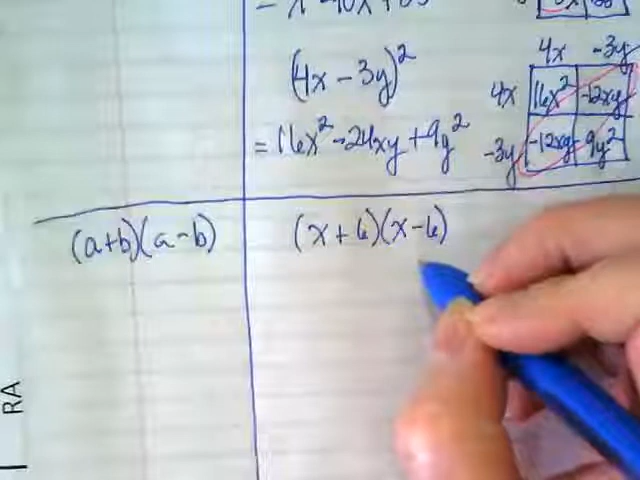 (4x - 3y)²
4x -3y
4x 16x² -12xy
= 16x² - 24xy + 9y²
-3y -12xy 9y²
(a+b)(a-b) (x+6)(x-6)
RA